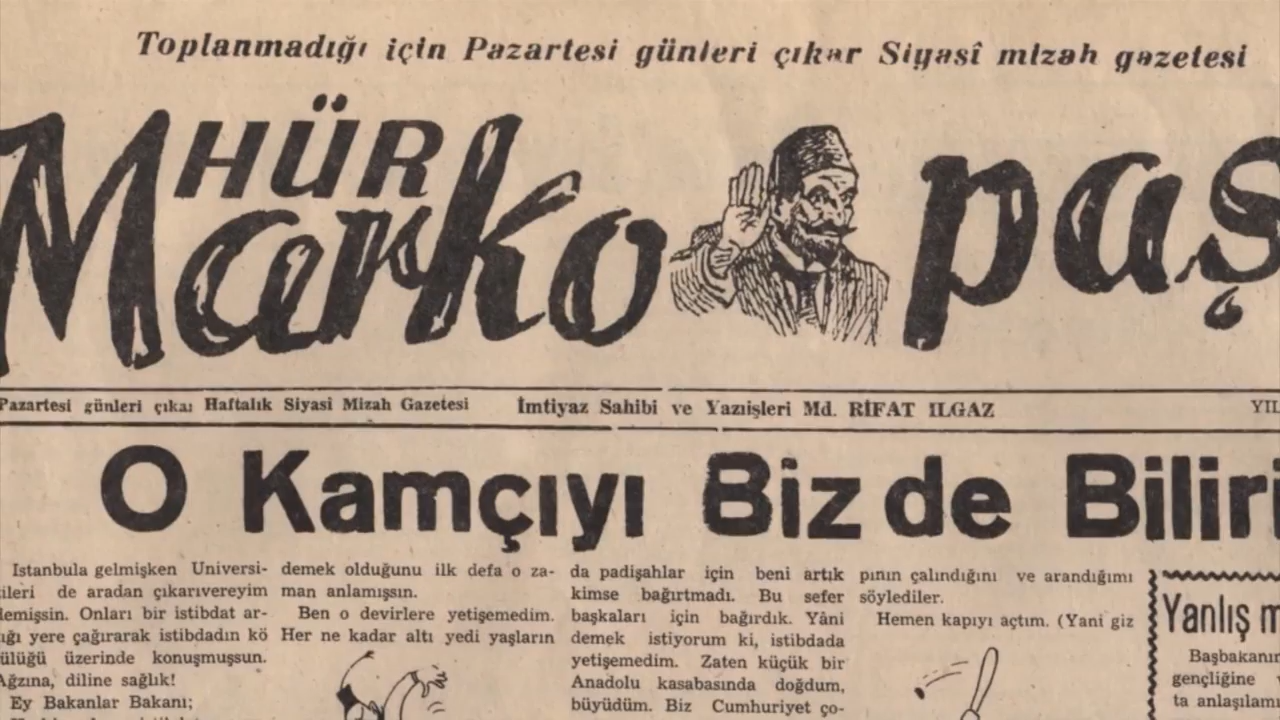 Toplanmadığı için Pazartesi günleri çıkar Siyasî mizah gazetesi
HÜR
Marko paş
Pazartesi günleri çıkar Haftalık Siyasi Mizah Gazetesi İmtiyaz Sahibi ve Yazıişleri Md. RİFAT ILGAZ YIL
O Kamçıyı Biz de Biliri
Istanbula gelmişken Universi-
tileri de aradan çıkarıvereyim
demişsin. Onları bir istibdat ar-
ığı yere çağırarak istibdadın kö
ülüğü üzerinde konuşmuşsun.
Ağzına, diline sağlık!
Ey Bakanlar Bakanı;
demek olduğunu ilk defa o za-
man anlamışsın.
Ben o devirlere yetişemedim.
Her ne kadar altı yedi yaşların
da padişahlar için beni artık
kimse bağırtmadı. Bu sefer
başkaları için bağırdık. Yâni
demek istiyorum ki, istibdada
yetişemedim. Zaten küçük bir
Anadolu kasabasında doğdum,
büyüdüm. Biz Cumhuriyet ço-
pının çalındığını ve arandığımı
söylediler.
Hemen kapıyı açtım. (Yani giz
Yanlış m
Başbakanın
gençliğine
ta anlaşılam